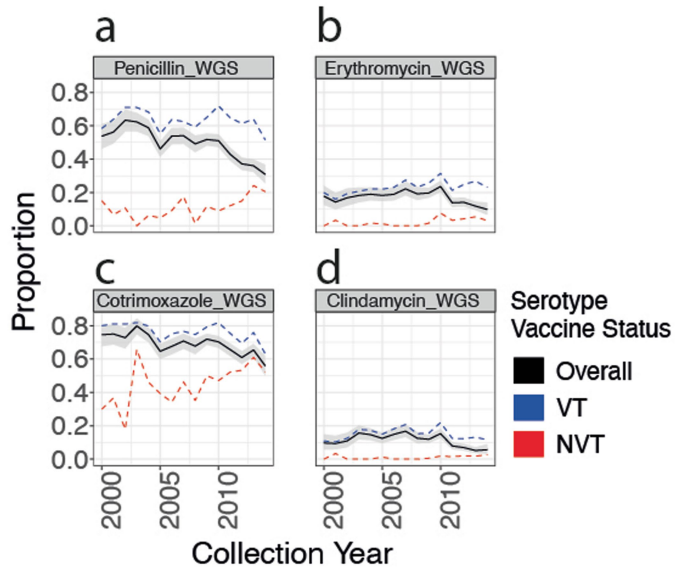 a
b
Penicillin_WGS
Erythromycin_WGS
0.8
0.6
0.4
0.2
0.0
c
d
Cotrimoxazole_WGS
Clindamycin_WGS
0.8
0.6
0.4
0.2
0.0
Proportion
2000
2005
2010
2000
2005
2010
Collection Year
Serotype
Vaccine Status
Overall
VT
NVT